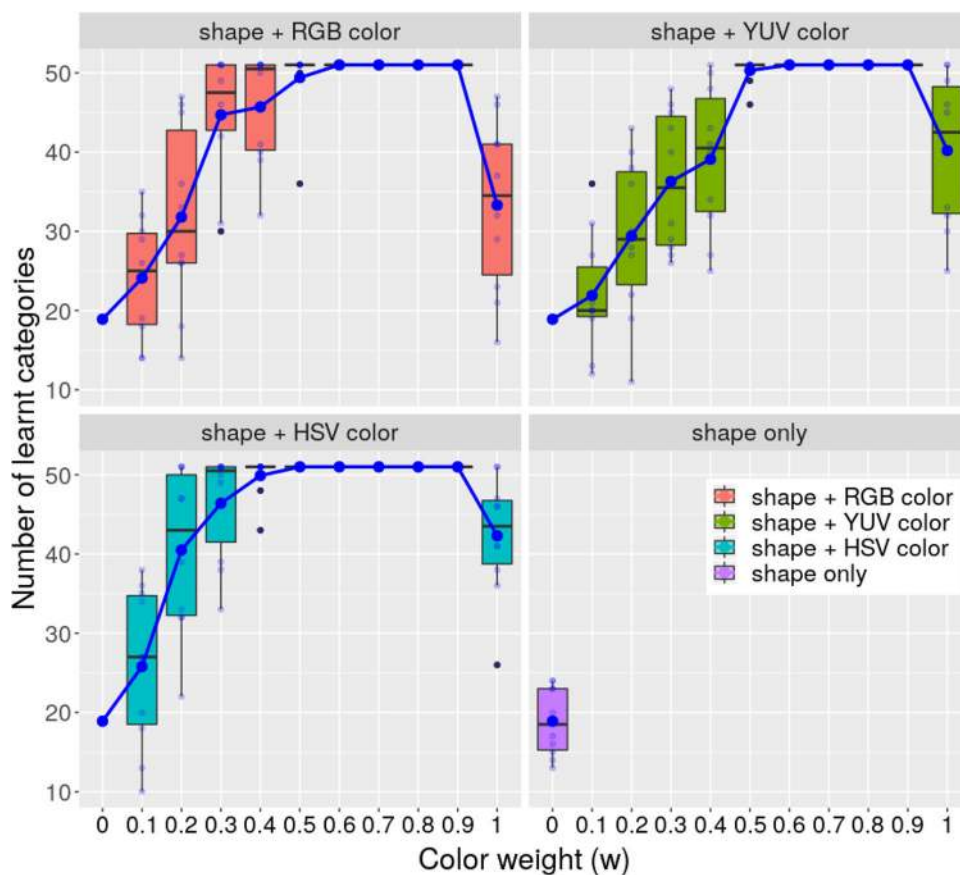 shape + RGB color
shape + YUV color
50
40
30
20
10
shape + HSV color
shape only
50
40
30
20
10
shape + RGB color
shape + YUV color
shape + HSV color
shape only
0 0.1 0.2 0.3 0.4 0.5 0.6 0.7 0.8 0.9 1
0 0.1 0.2 0.3 0.4 0.5 0.6 0.7 0.8 0.9 1
Color weight (w)
Number of learnt categories